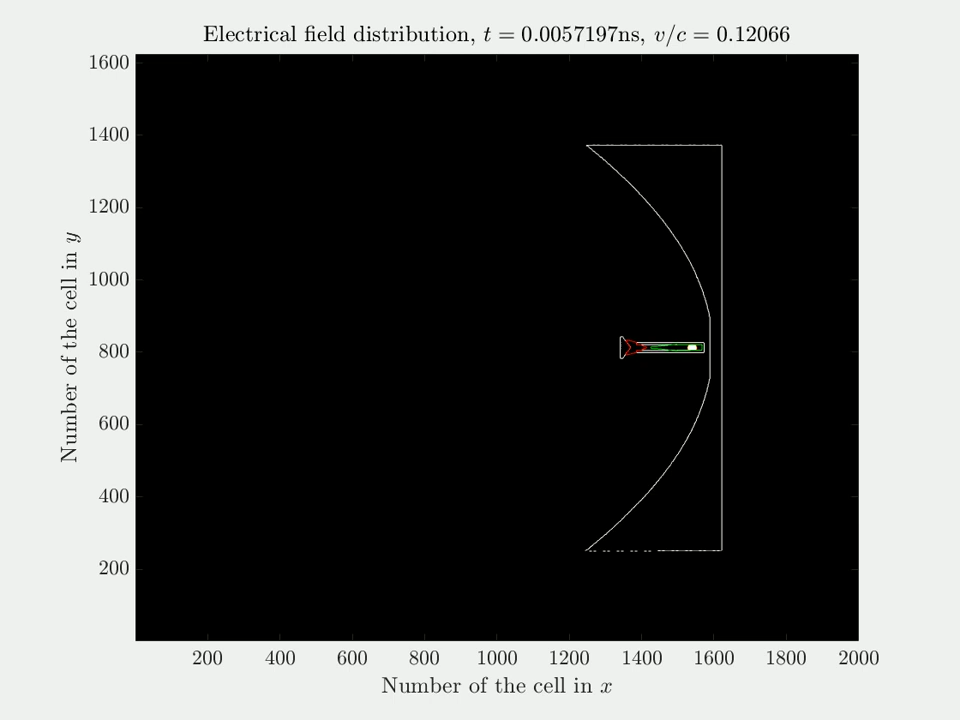 Electrical field distribution, t = 0.0057197ns, v/c = 0.12066
1600
1400
1200
1000
800
600
400
200
Number of the cell in y
200 400 600 800 1000 1200 1400 1600 1800 2000
Number of the cell in x